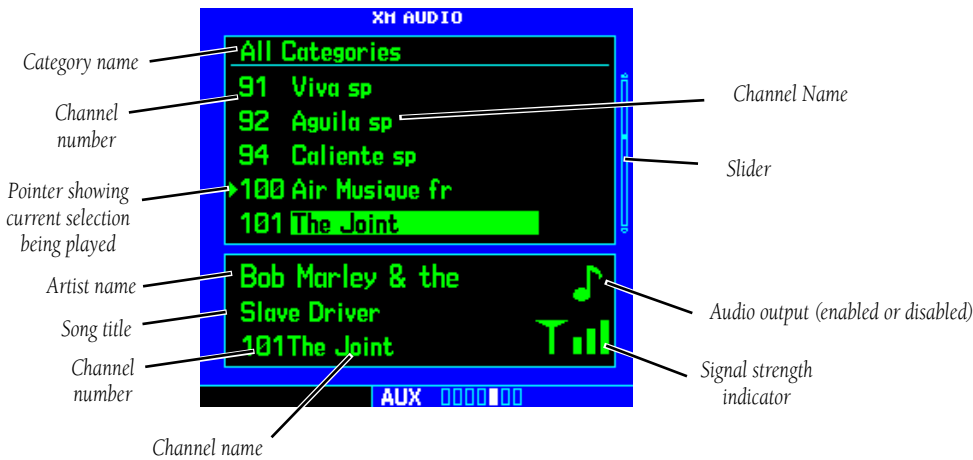 XM AUDIO
Category name
All Categories
Channel
number
91 Viva sp
92 Aguila sp
94 Caliente sp
100 Air Musique fr
101 The Joint
Channel Name
Slider
Pointer showing
current selection
being played
Artist name
Bob Marley & the
Song title
Slave Driver
Channel
number
101The Joint
Audio output (enabled or disabled)
Signal strength
indicator
AUX
Channel name